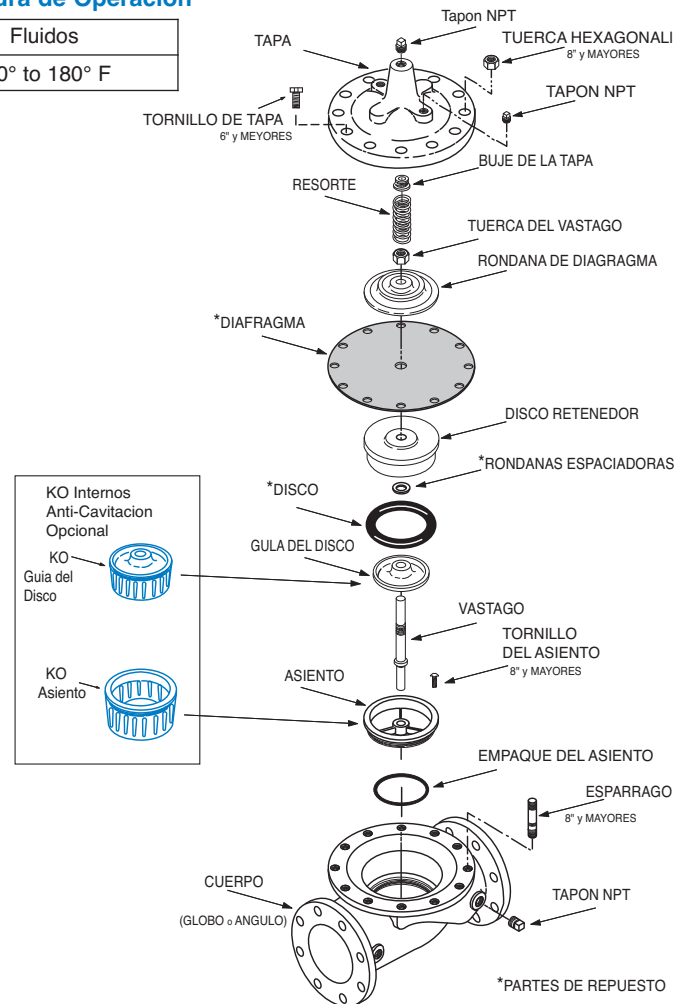 de Operación
Fluidos
0° to 180° F
Tapon NPT
TAPA
TUERCA HEXAGONALI
8" y MAYORES
TAPON NPT
TORNILLO DE TAPA
6" y MEYORES
BUJE DE LA TAPA
RESORTE
TUERCA DEL VASTAGO
RONDANA DE DIAGRAGMA
*DIAFRAGMA
DISCO RETENEDOR
*RONDANAS ESPACIADORAS
*DISCO
KO Internos
Anti-Cavitacion
Opcional
KO
Guia del
Disco
GULA DEL DISCO
VASTAGO
TORNILLO
DEL ASIENTO
8" y MAYORES
KO
Asiento
ASIENTO
EMPAQUE DEL ASIENTO
ESPARRAGO
8" y MAYORES
CUERPO
(GLOBO o ANGULO)
TAPON NPT
*PARTES DE REPUESTO